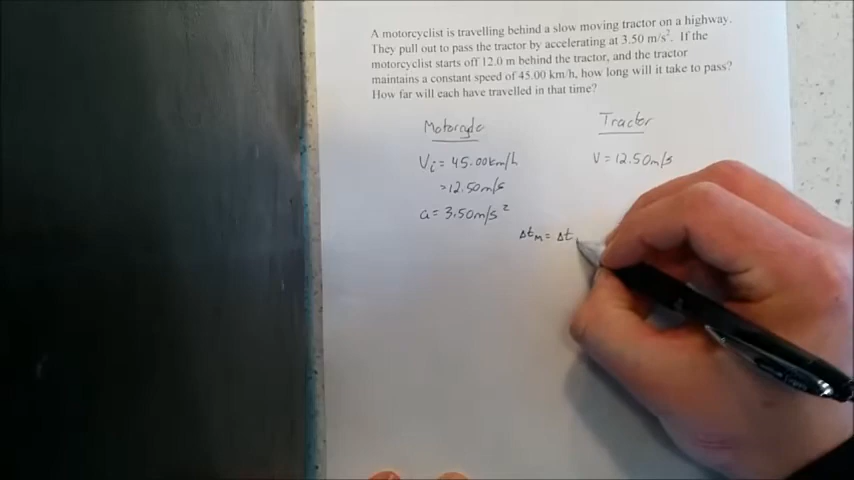 A motorcyclist is travelling behind a slow moving tractor on a highway.
They pull out to pass the tractor by accelerating at 3.50 m/s². If the
motorcyclist starts off 12.0 m behind the tractor, and the tractor
maintains a constant speed of 45.00 km/h, how long will it take to pass?
How far will each have travelled in that time?
Motorcycle
Tractor
Vi = 45.00km/h
V = 12.50m/s
= 12.50m/s
a = 3.50m/s²
Δtm = Δt